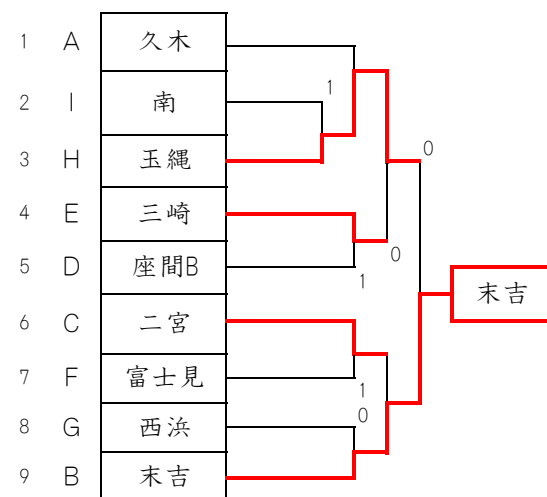 1 A 久木
2 I 南 1
3 H 玉縄 0
4 E 三崎
5 D 座間B 1 0
末吉
6 C 二宮
7 F 富士見 1
8 G 西浜 0
9 B 末吉